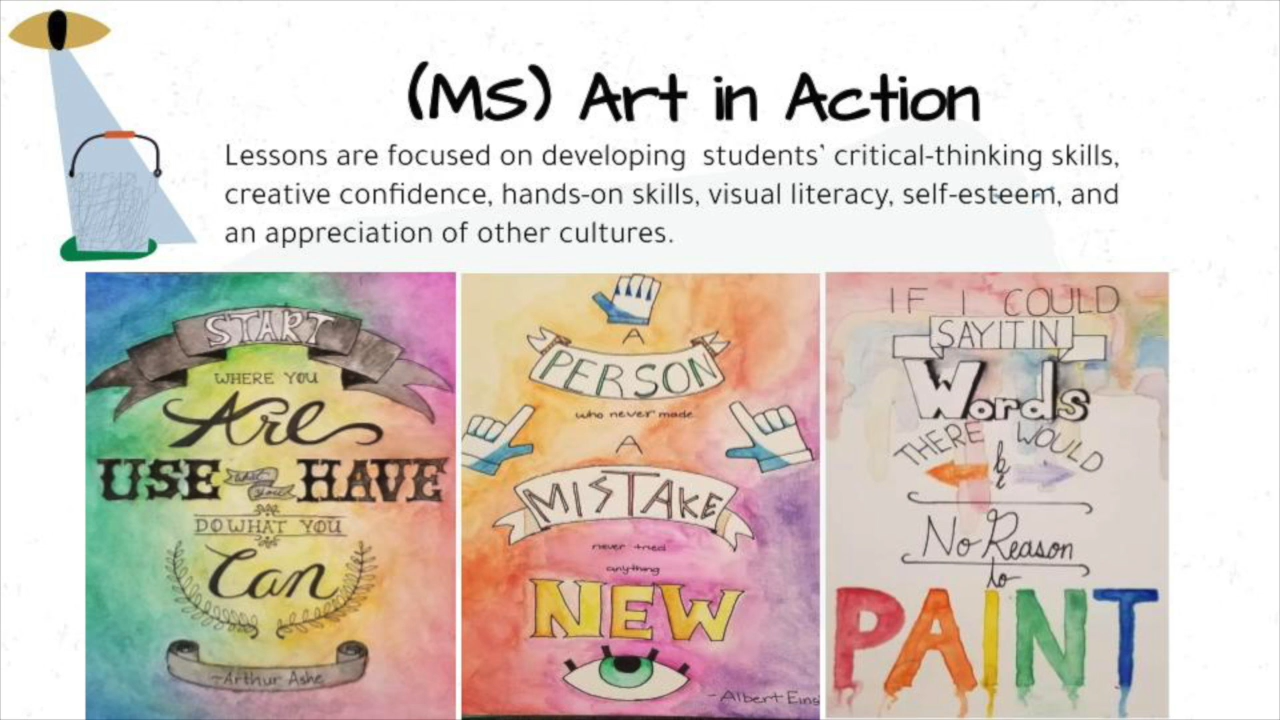 (MS) Art in Action
Lessons are focused on developing  students` critical-thinking skills,
creative confidence, hands-on skills, visual literacy, self-esteem, and
an appreciation of other cultures.
START
WHERE YOU
Are
USE what you HAVE
DO WHAT YOU
Can
-Arthur Ashe
A
PERSON
who never made
A
MISTAKE
never tried
anything
NEW
-Albert Eins
IF I COULD
SAY IT IN
Words
THERE WOULD
be
No Reason
to
PAINT